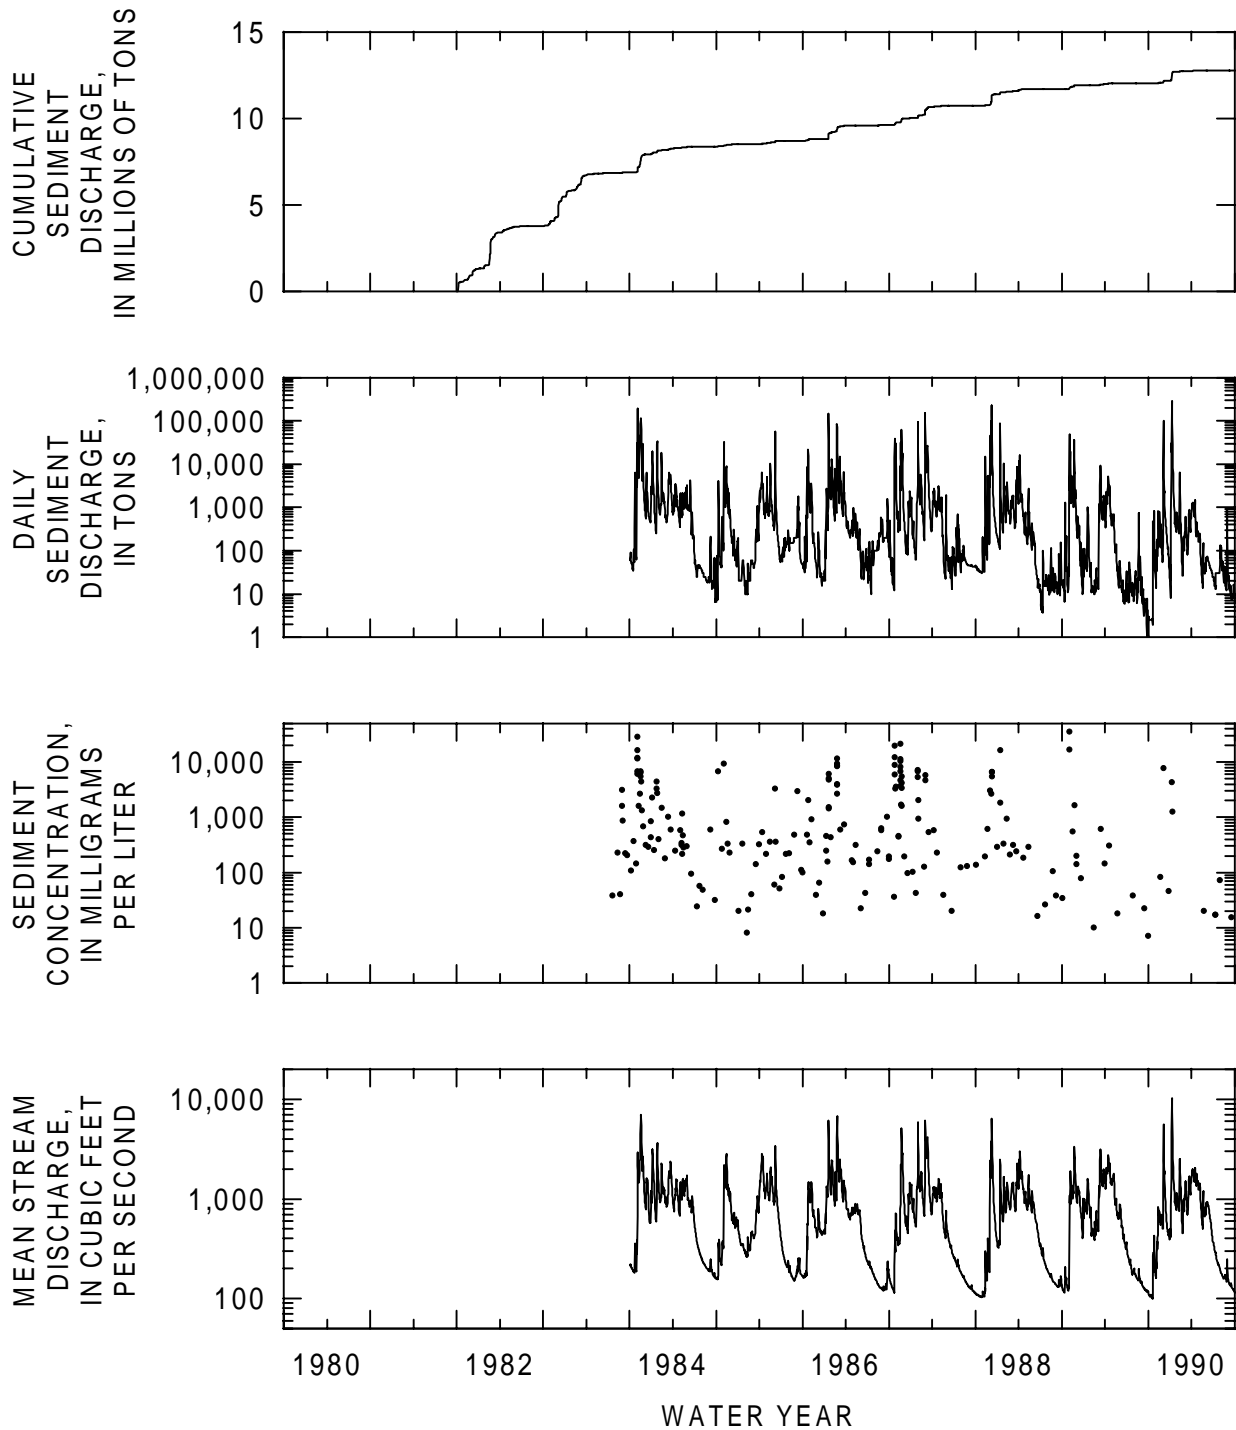 CUMULATIVE
SEDIMENT
DISCHARGE,
IN MILLIONS OF TONS
15
10
5
0
DAILY
SEDIMENT
DISCHARGE,
IN TONS
1,000,000
100,000
10,000
1,000
100
10
1
SEDIMENT
CONCENTRATION,
IN MILLIGRAMS
PER LITER
10,000
1,000
100
10
1
MEAN STREAM
DISCHARGE,
IN CUBIC FEET
PER SECOND
10,000
1,000
100
1980 1982 1984 1986 1988 1990
WATER YEAR